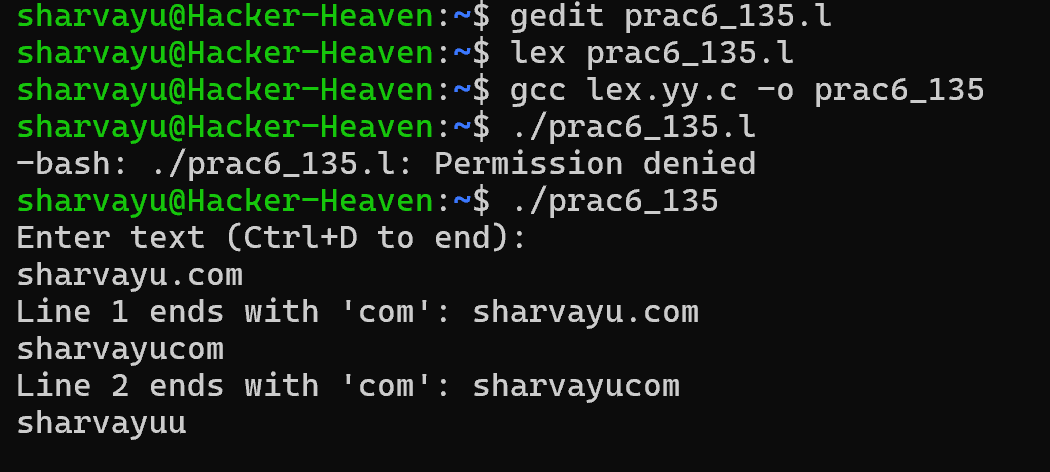 sharvayu@Hacker-Heaven:~$ gedit prac6_135.l
sharvayu@Hacker-Heaven:~$ lex prac6_135.l
sharvayu@Hacker-Heaven:~$ gcc lex.yy.c -o prac6_135
sharvayu@Hacker-Heaven:~$ ./prac6_135.l
-bash: ./prac6_135.l: Permission denied
sharvayu@Hacker-Heaven:~$ ./prac6_135
Enter text (Ctrl+D to end):
sharvayu.com
Line 1 ends with 'com': sharvayu.com
sharvayucom
Line 2 ends with 'com': sharvayucom
sharvayuu